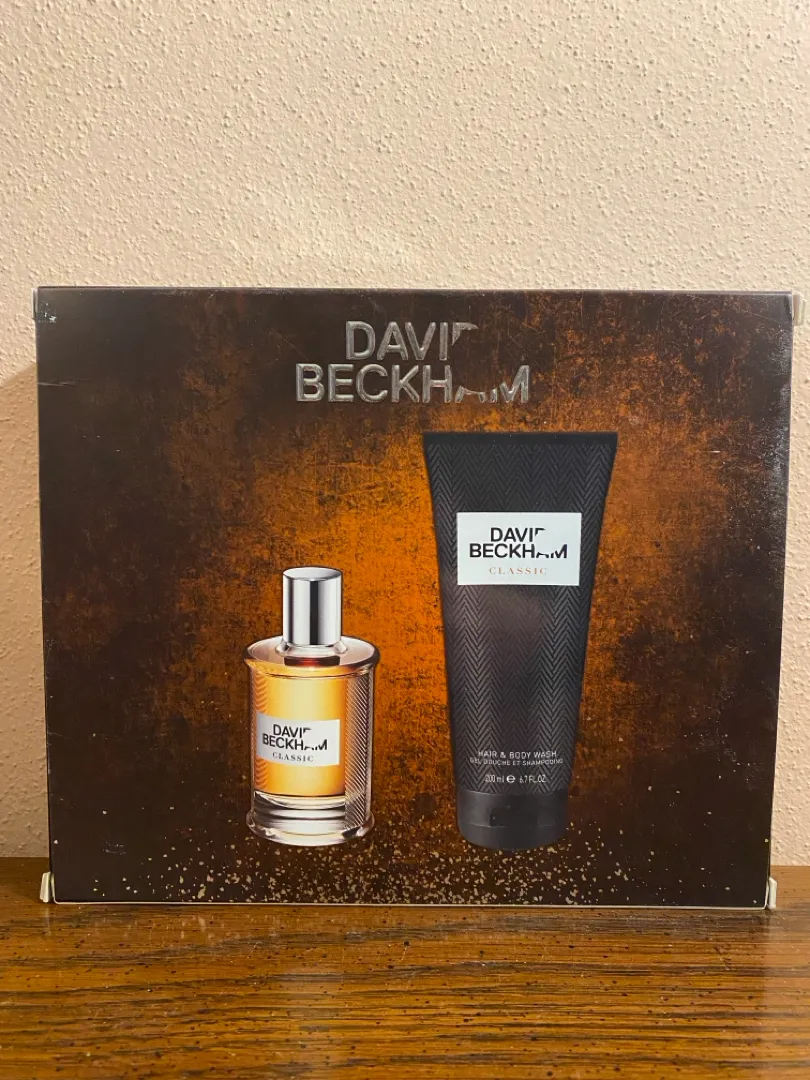 DAVID
BECKHAM
DAVID
BECKHAM
CLASSIC
HAIR & BODY WASH
GEL DOUCHE ET SHAMPOOING
200 ml ℮ 6.7 FL.OZ.
DAVID
BECKHAM
CLASSIC